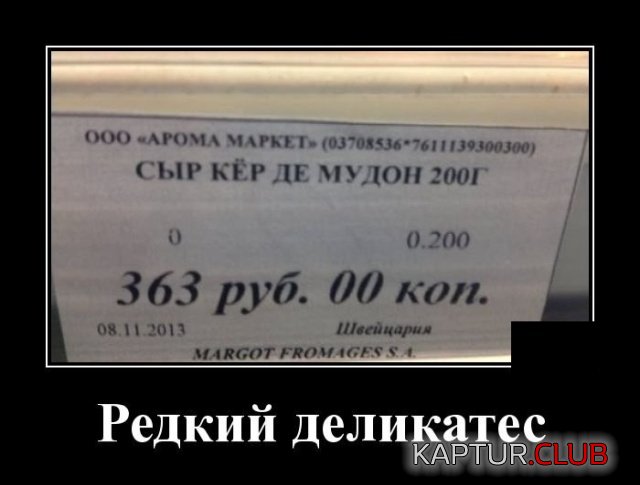 ООО «АРОМА МАРКЕТ» (03708536*7611139300300)
СЫР КЁР ДЕ МУДОН 200Г
0 0.200
363 руб. 00 коп.
08.11.2013 Швейцария
MARGOT FROMAGES S.A.
Редкий деликатес
KAPTUR.CLUB